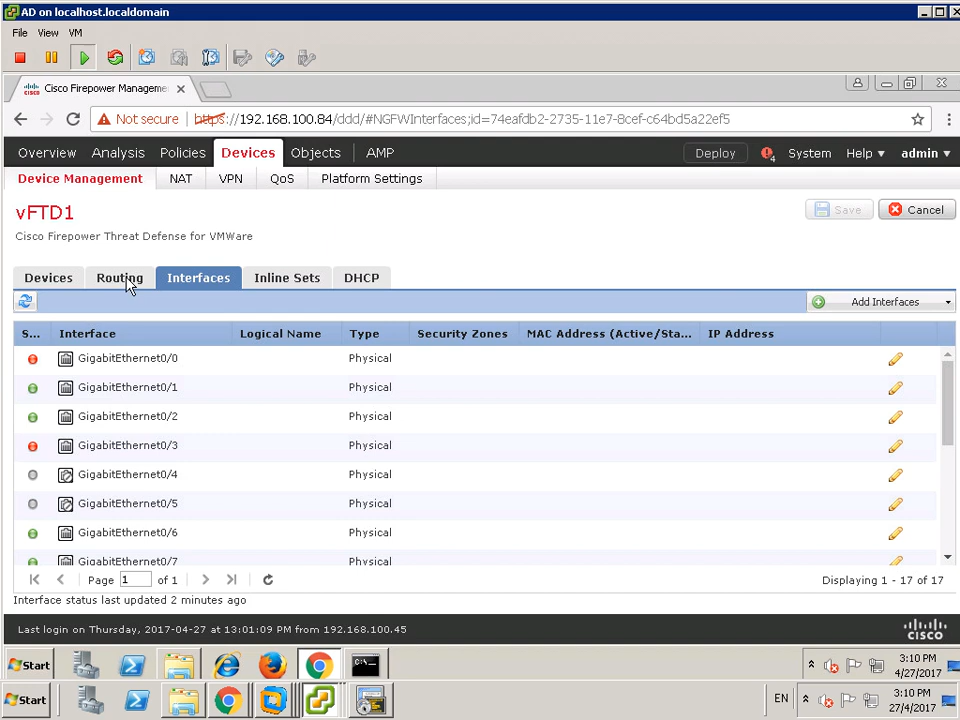 AD on localhost.localdomain
File View VM
Cisco Firepower Manageme
Not secure https://192.168.100.84/ddd/#NGFWInterfaces;id=74eafdb2-2735-11e7-8cef-c64bd5a22ef5
Overview Analysis Policies Devices Objects AMP Deploy 4 System Help admin
Device Management NAT VPN QoS Platform Settings
vFTD1
Save Cancel
Cisco Firepower Threat Defense for VMWare
Devices Routing Interfaces Inline Sets DHCP
Add Interfaces
S... Interface Logical Name Type Security Zones MAC Address (Active/Sta... IP Address
GigabitEthernet0/0 Physical
GigabitEthernet0/1 Physical
GigabitEthernet0/2 Physical
GigabitEthernet0/3 Physical
GigabitEthernet0/4 Physical
GigabitEthernet0/5 Physical
GigabitEthernet0/6 Physical
GigabitEthernet0/7 Physical
Page 1 of 1 Displaying 1 - 17 of 17
Interface status last updated 2 minutes ago
Last login on Thursday, 2017-04-27 at 13:01:09 PM from 192.168.100.45
cisco
Start 3:10 PM
4/27/2017
Start EN 3:10 PM
27/4/2017